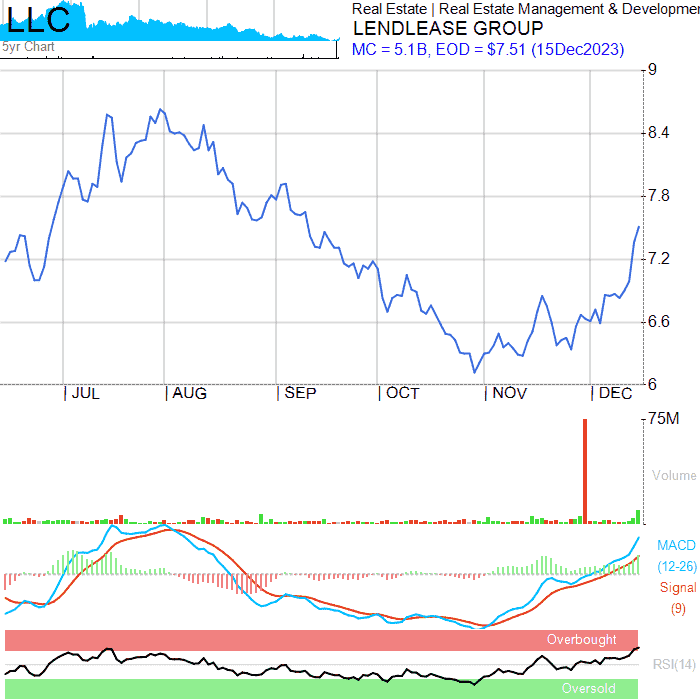 LLC
5yr Chart
Real Estate | Real Estate Management & Developmen
LENDLEASE GROUP
MC = 5.1B, EOD = $7.51 (15Dec2023)
9
8.4
7.8
7.2
6.6
6
| JUL | AUG | SEP | OCT | NOV | DEC
75M
Volume
MACD
(12-26)
Signal
(9)
Overbought
RSI(14)
Oversold